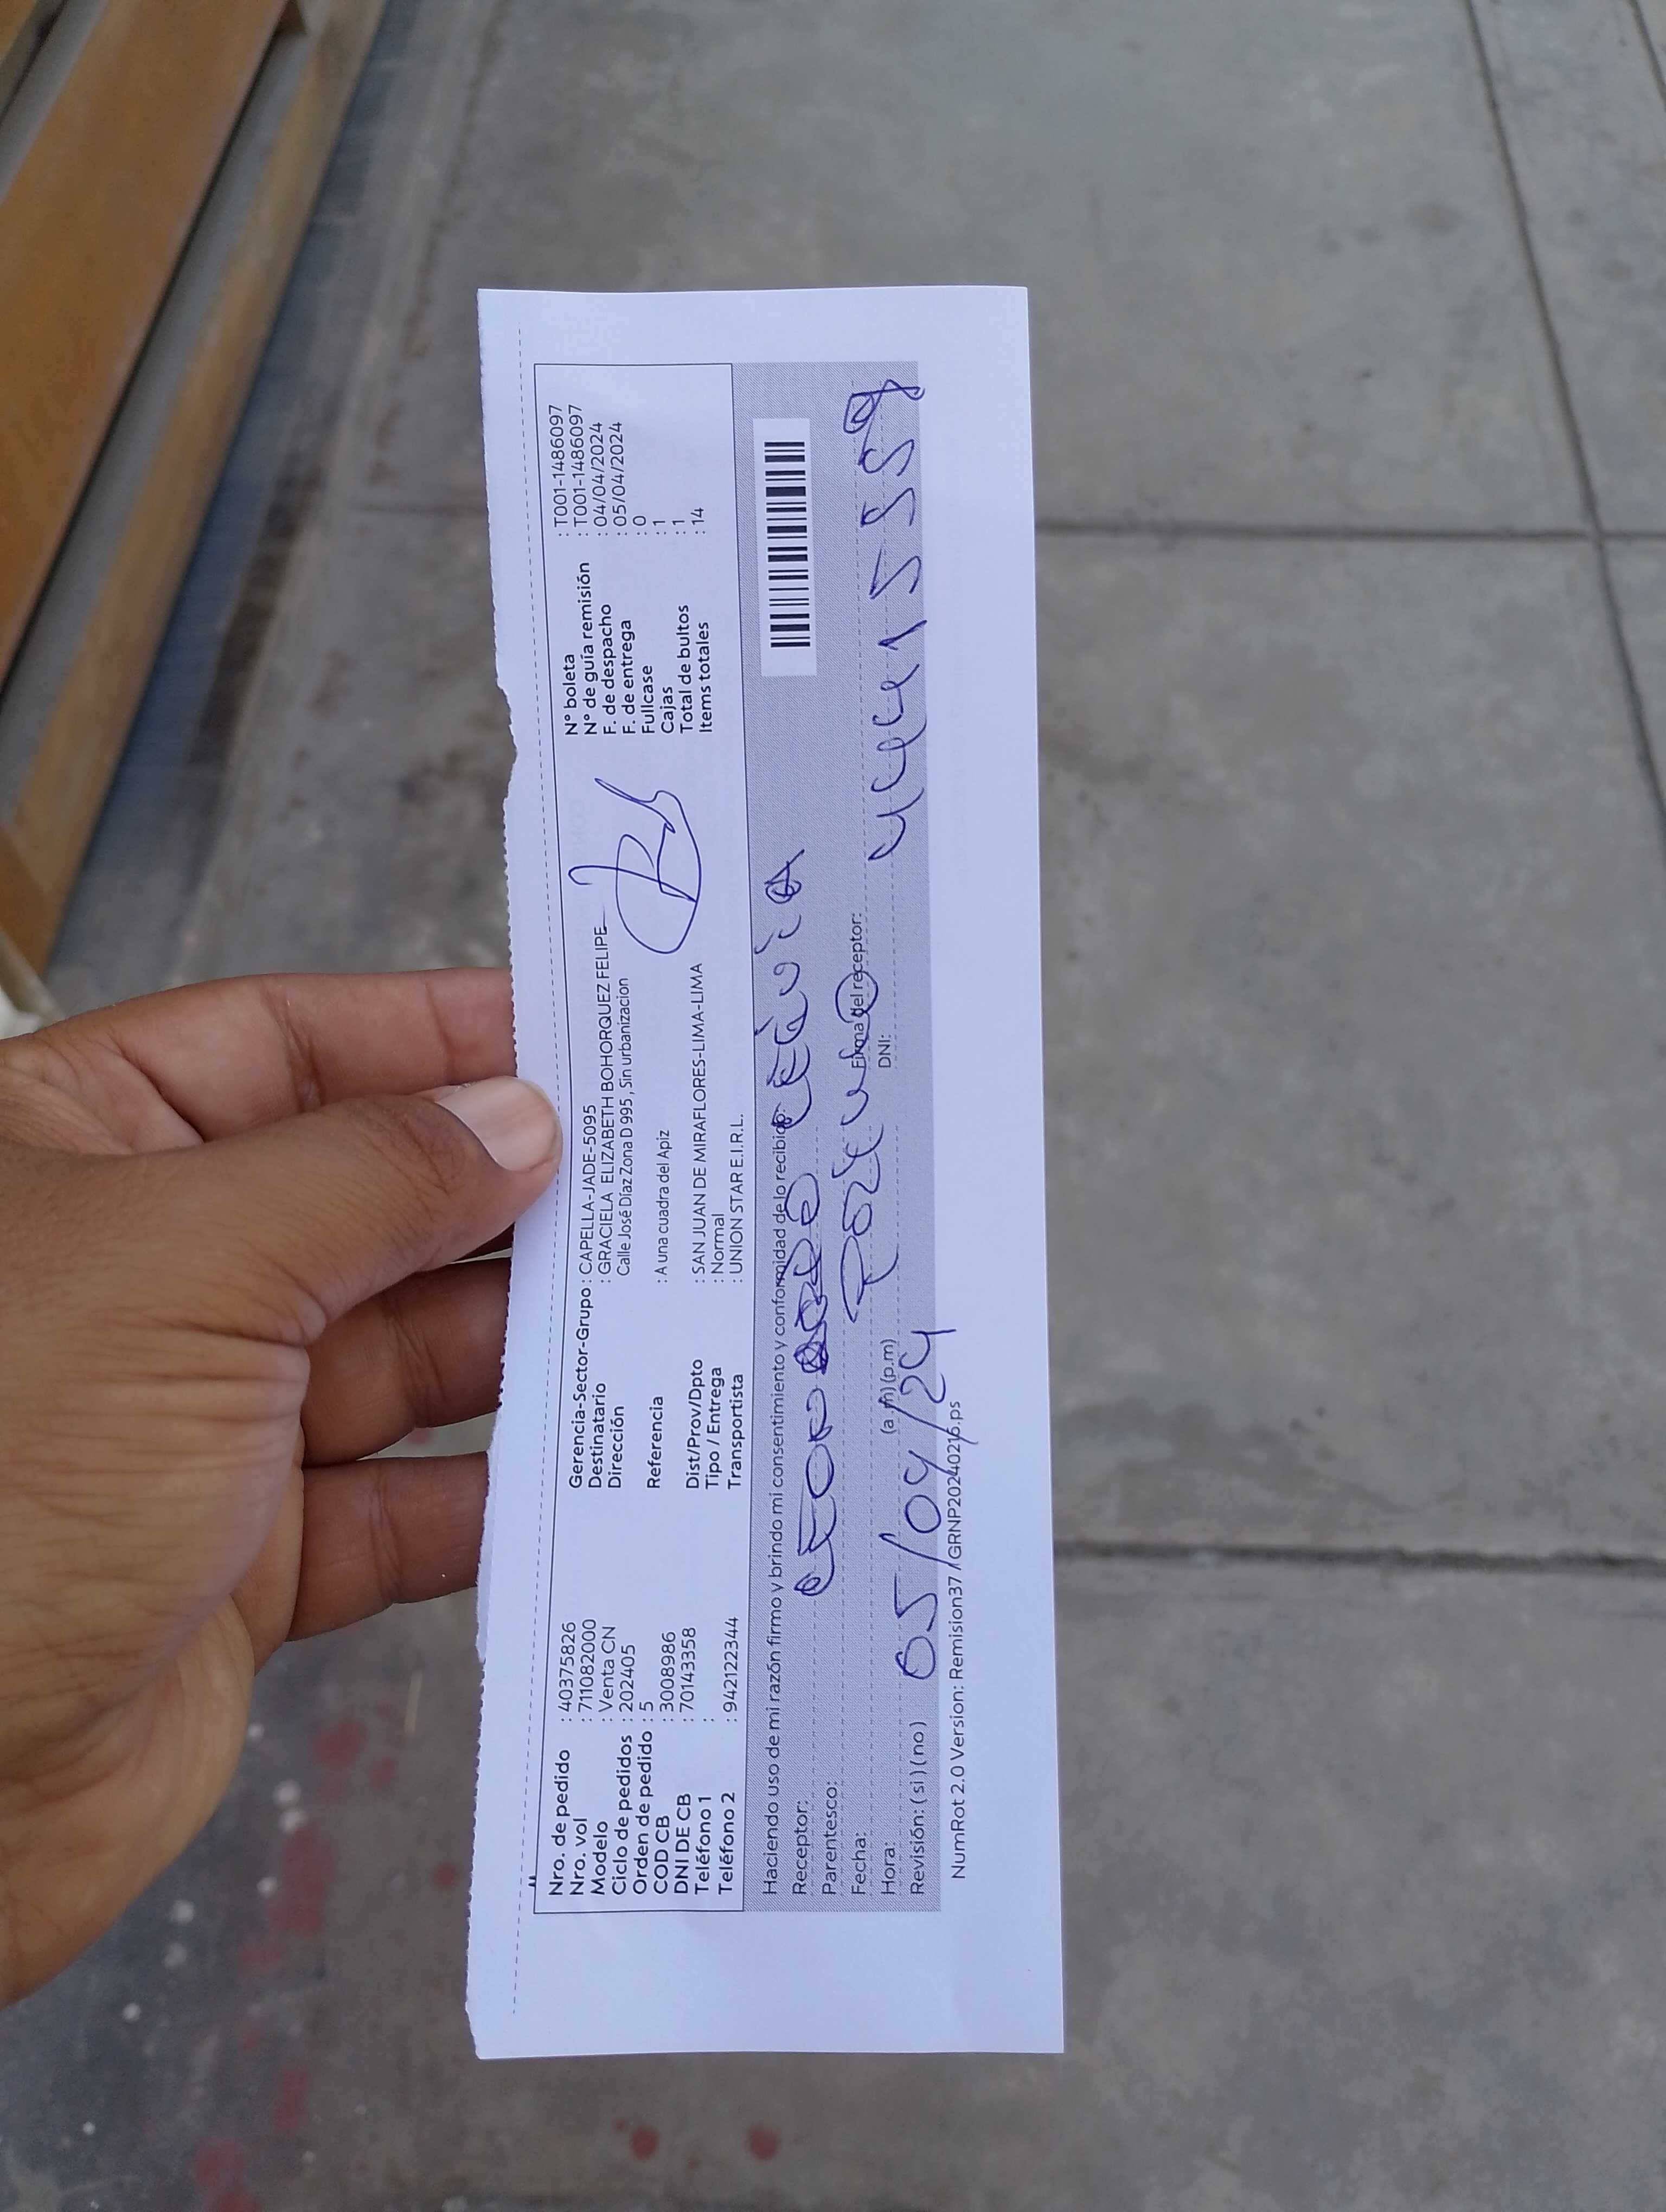 Nro. de pedido : 40375826
Nro. vol : 711082000
Modelo : Venta CN
Ciclo de pedidos : 202405
Orden de pedido : 5
COD CB : 3008986
DNI DE CB : 70143358
Teléfono 1 :
Teléfono 2 : 942122344
Gerencia-Sector-Grupo : CAPELLA-JADE-5095
Destinatario : GRACIELA ELIZABETH BOHORQUEZ FELIPE
Dirección Calle José Díaz Zona D 995, Sin urbanizacion
Referencia : A una cuadra del Apiz
Dist/Prov/Dpto : SAN JUAN DE MIRAFLORES-LIMA-LIMA
Tipo / Entrega : Normal
Transportista : UNION STAR E.I.R.L.
N° boleta : T001-1486097
N° de guía remisión : T001-1486097
F. de despacho : 04/04/2024
F. de entrega : 05/04/2024
Fullcase : 0
Cajas : 1
Total de bultos : 1
Items totales : 14
Haciendo uso de mi razón firmo y brindo mi consentimiento y conformidad de lo recibido:
Receptor:
Parentesco:
Fecha: Firma del receptor:
Hora: (a.m) (p.m) DNI: 44415589
Revisión: ( si ) ( no ) 05/04/24
NumRot 2.0 Version: Remision37 / GRNP20240216.ps